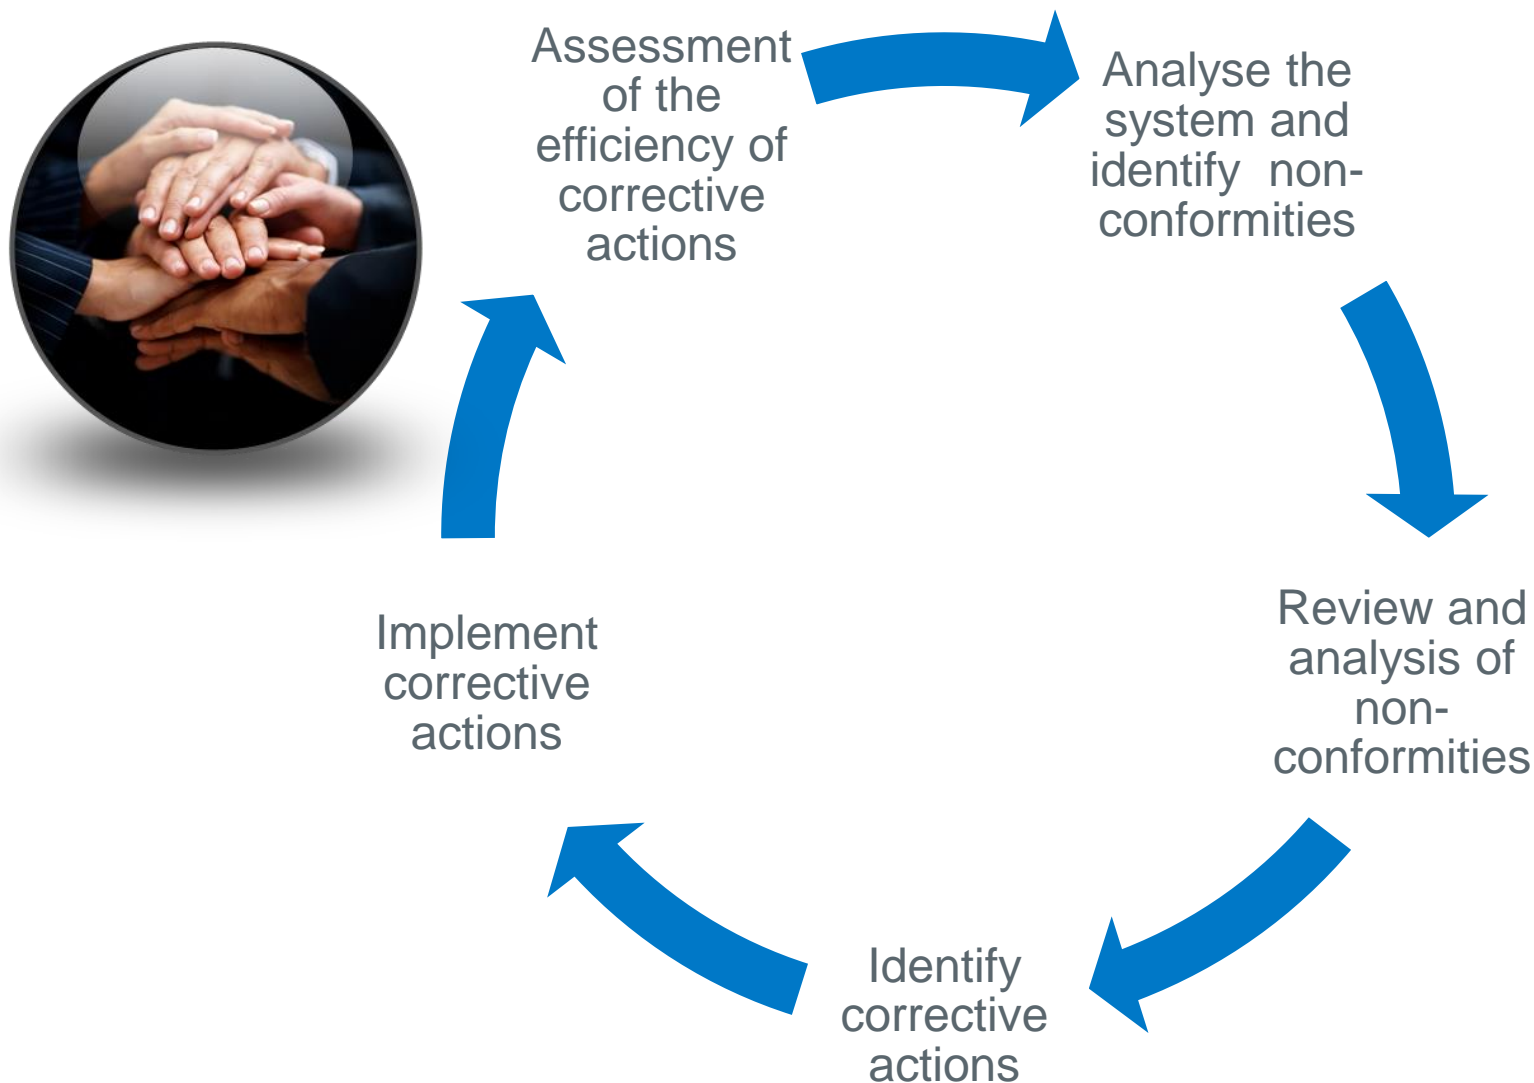 Assessment
of the
efficiency of
corrective
actions
Analyse the
system and
identify  non-
conformities
Review and
analysis of
non-
conformities
Identify
corrective
actions
Implement
corrective
actions